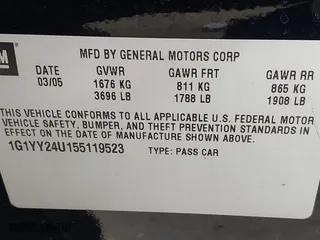 GM
MFD BY GENERAL MOTORS CORP
DATE GVWR GAWR FRT GAWR RR
03/05 1676 KG 811 KG 865 KG
3696 LB 1788 LB 1908 LB
THIS VEHICLE CONFORMS TO ALL APPLICABLE U.S. FEDERAL MOTOR
VEHICLE SAFETY, BUMPER, AND THEFT PREVENTION STANDARDS IN
EFFECT ON THE DATE OF MANUFACTURE SHOWN ABOVE.
1G1YY24U155119523 TYPE: PASS CAR